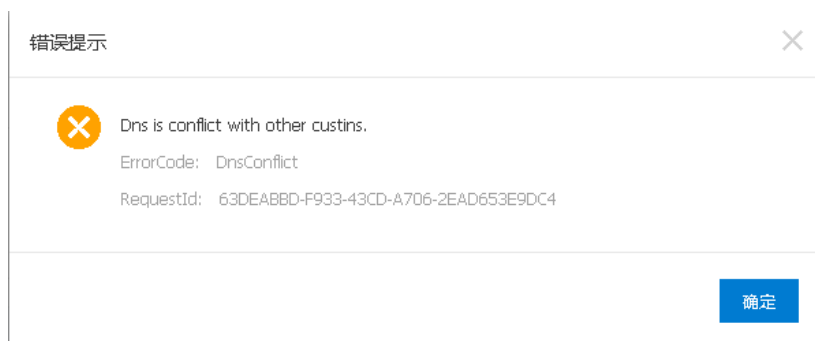 错误提示
Dns is conflict with other custins.
ErrorCode: DnsConflict
RequestId: 63DEABBD-F933-43CD-A706-2EAD653E9DC4
确定